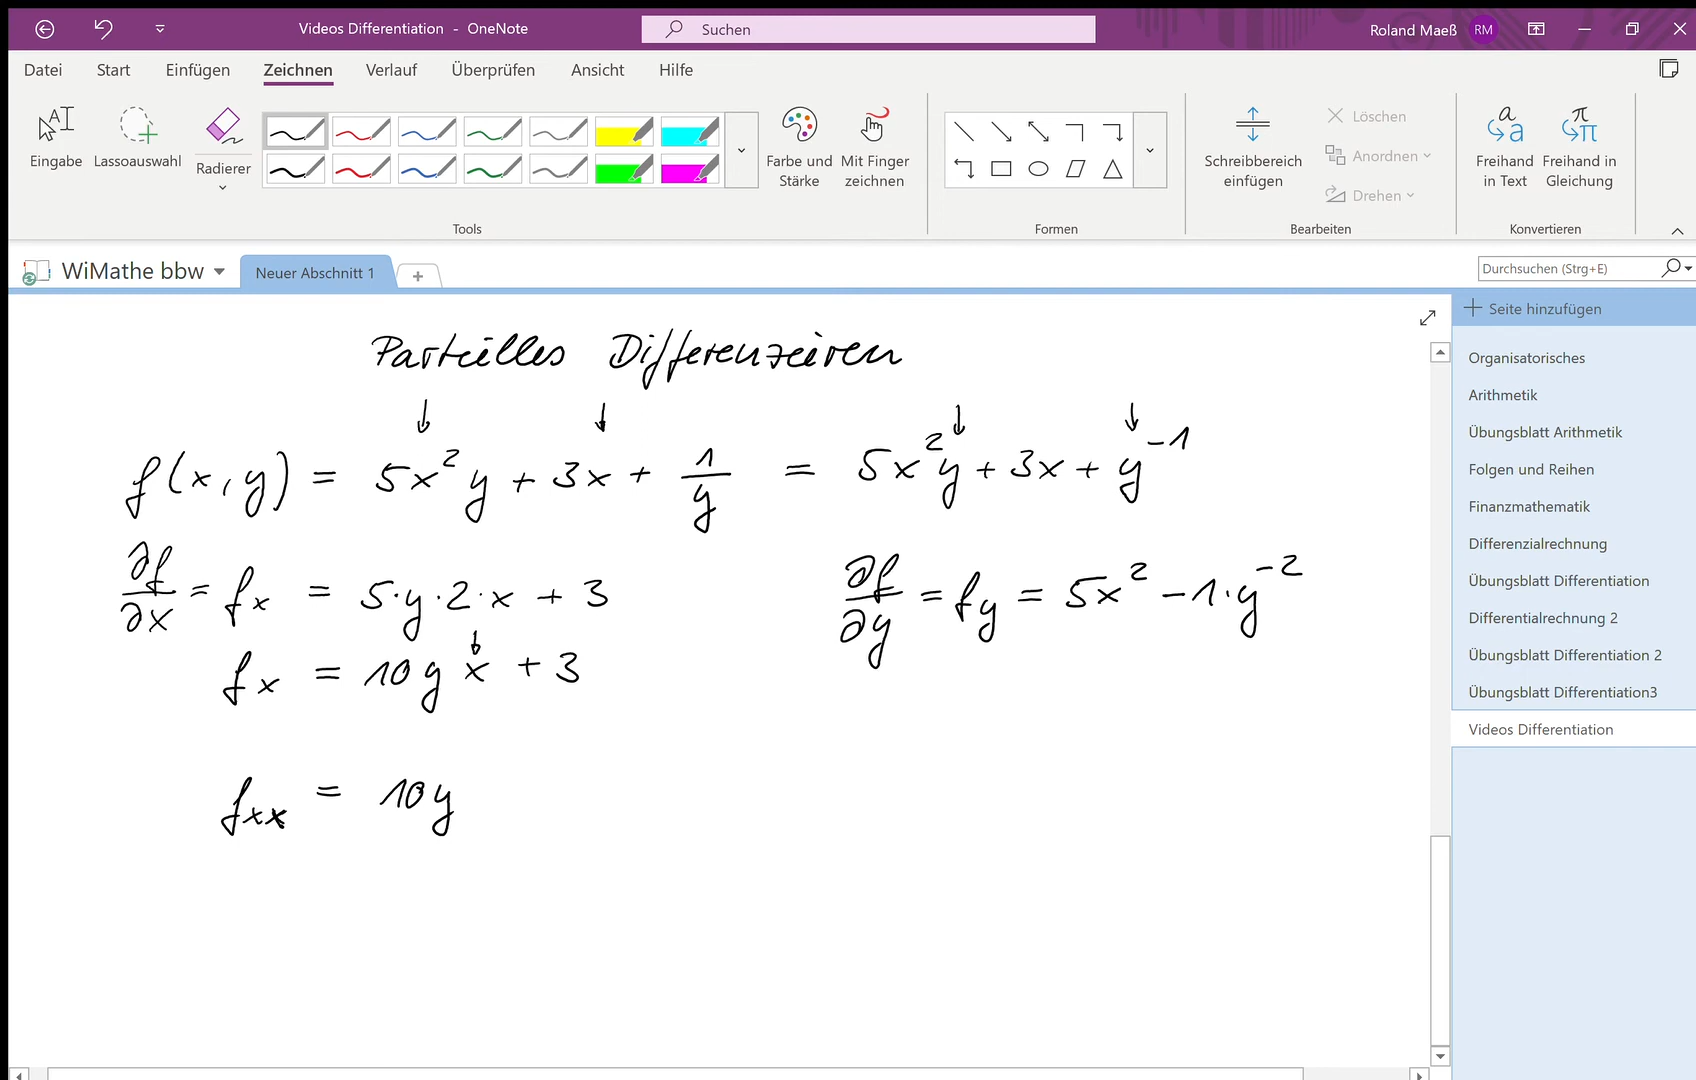 Videos Differentiation - OneNote
Suchen
Roland Maeß RM
Datei Start Einfügen Zeichnen Verlauf Überprüfen Ansicht Hilfe
Eingabe
Lassoauswahl
Radierer
Farbe und Stärke
Mit Finger zeichnen
Tools
Formen
Schreibbereich einfügen
Löschen
Anordnen
Drehen
Bearbeiten
Freihand in Text
Freihand in Gleichung
Konvertieren
WiMathe bbw
Neuer Abschnitt 1
Durchsuchen (Strg+E)
Partielles Differenzieren
f(x,y) = 5x²y + 3x + 1/y = 5x²y + 3x + y⁻¹
∂f/∂x = fx = 5·y·2·x + 3
∂f/∂y = fy = 5x² - 1·y⁻²
fx = 10yx + 3
fxx = 10y
Seite hinzufügen
Organisatorisches
Arithmetik
Übungsblatt Arithmetik
Folgen und Reihen
Finanzmathematik
Differenzialrechnung
Übungsblatt Differentiation
Differentialrechnung 2
Übungsblatt Differentiation 2
Übungsblatt Differentiation3
Videos Differentiation